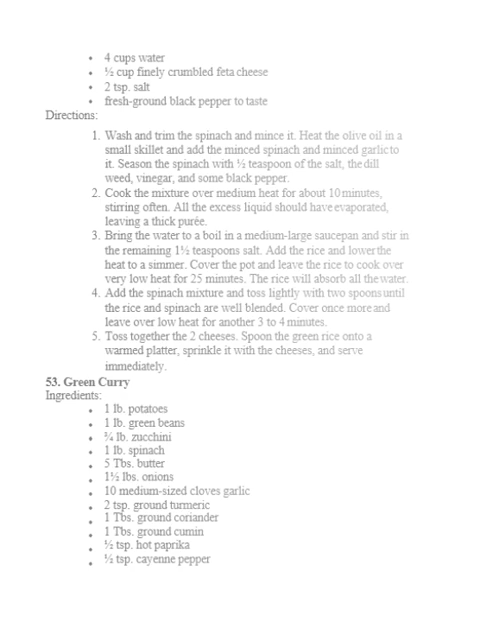 • 4 cups water
• ½ cup finely crumbled feta cheese
• 2 tsp. salt
• fresh-ground black pepper to taste
Directions:
1. Wash and trim the spinach and mince it. Heat the olive oil in a
small skillet and add the minced spinach and minced garlic to
it. Season the spinach with ½ teaspoon of the salt, the dill
weed, vinegar, and some black pepper.
2. Cook the mixture over medium heat for about 10 minutes,
stirring often. All the excess liquid should have evaporated,
leaving a thick purée.
3. Bring the water to a boil in a medium-large saucepan and stir in
the remaining 1½ teaspoons salt. Add the rice and lower the
heat to a simmer. Cover the pot and leave the rice to cook over
very low heat for 25 minutes. The rice will absorb all the water.
4. Add the spinach mixture and toss lightly with two spoons until
the rice and spinach are well blended. Cover once more and
leave over low heat for another 3 to 4 minutes.
5. Toss together the 2 cheeses. Spoon the green rice onto a
warmed platter, sprinkle it with the cheeses, and serve
immediately.
53. Green Curry
Ingredients:
• 1 lb. potatoes
• 1 lb. green beans
• ¾ lb. zucchini
• 1 lb. spinach
• 5 Tbs. butter
• 1½ lbs. onions
• 10 medium-sized cloves garlic
• 2 tsp. ground turmeric
• 1 Tbs. ground coriander
• 1 Tbs. ground cumin
• ½ tsp. hot paprika
• ½ tsp. cayenne pepper